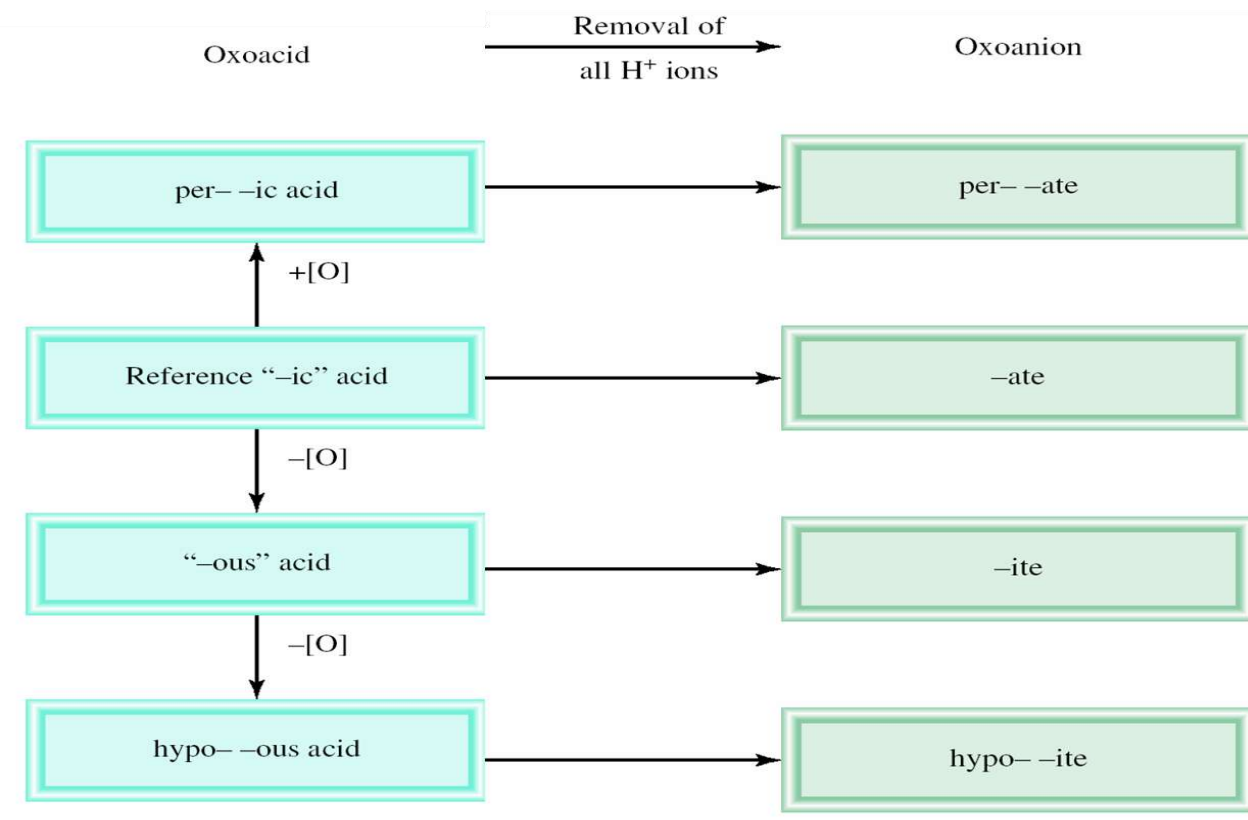 Oxoacid
Removal of
all H⁺ ions
Oxoanion
per– –ic acid
per– –ate
+[O]
Reference “–ic” acid
–ate
–[O]
“–ous” acid
–ite
–[O]
hypo– –ous acid
hypo– –ite